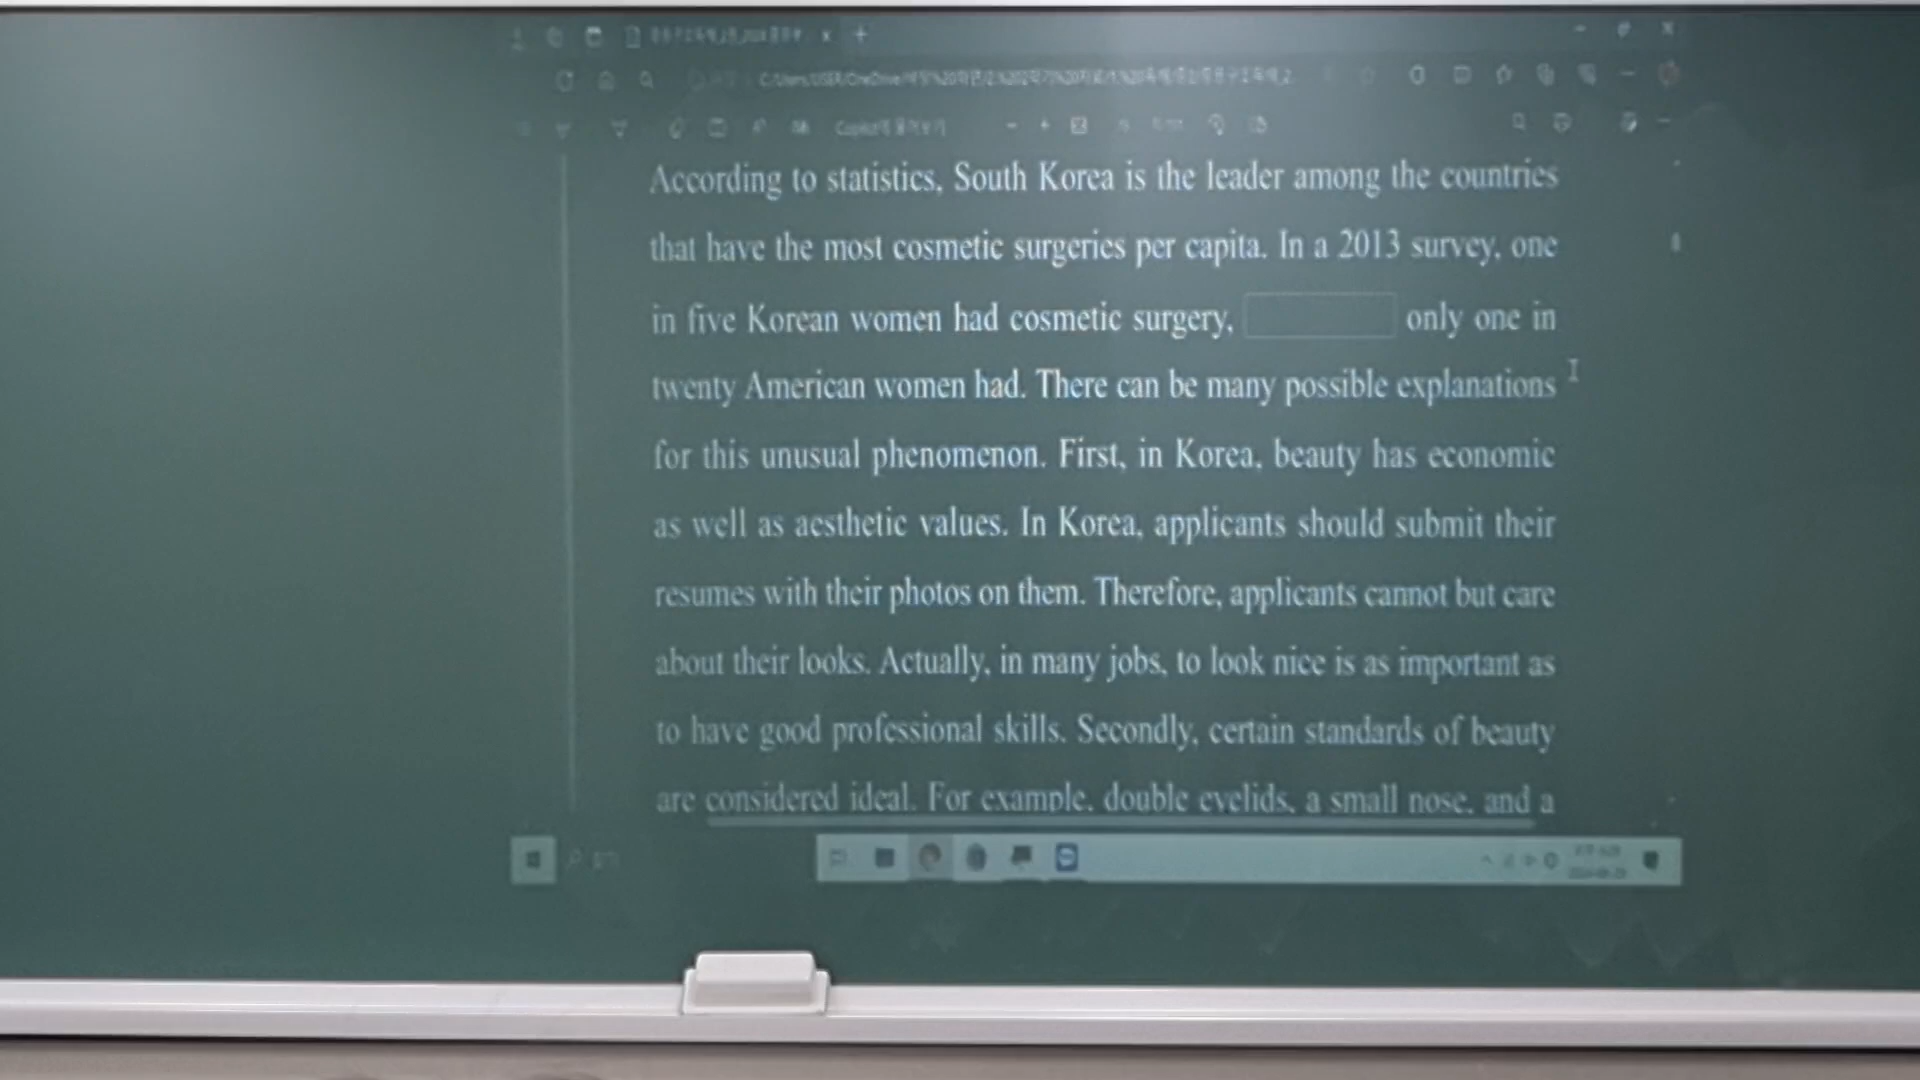 According to statistics, South Korea is the leader among the countries
that have the most cosmetic surgeries per capita. In a 2013 survey, one
in five Korean women had cosmetic surgery, only one in
twenty American women had. There can be many possible explanations
for this unusual phenomenon. First, in Korea, beauty has economic
as well as aesthetic values. In Korea, applicants should submit their
resumes with their photos on them. Therefore, applicants cannot but care
about their looks. Actually, in many jobs, to look nice is as important as
to have good professional skills. Secondly, certain standards of beauty
are considered ideal. For example, double eyelids, a small nose, and a